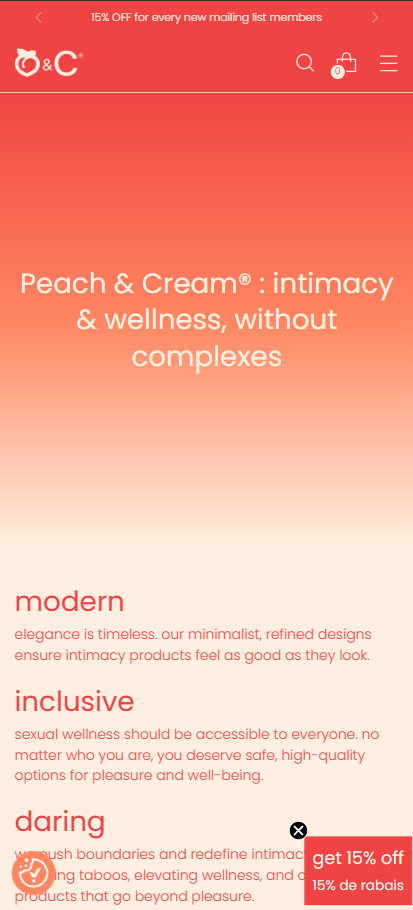 15% OFF for every new mailing list members
&C®
0
Peach & Cream® : intimacy
& wellness, without
complexes
modern
elegance is timeless. our minimalist, refined designs
ensure intimacy products feel as good as they look.
inclusive
sexual wellness should be accessible to everyone. no
matter who you are, you deserve safe, high-quality
options for pleasure and well-being.
daring
push boundaries and redefine
taboos, elevating wellness, and
products that go beyond pleasure.
get 15% off
15% de rabais